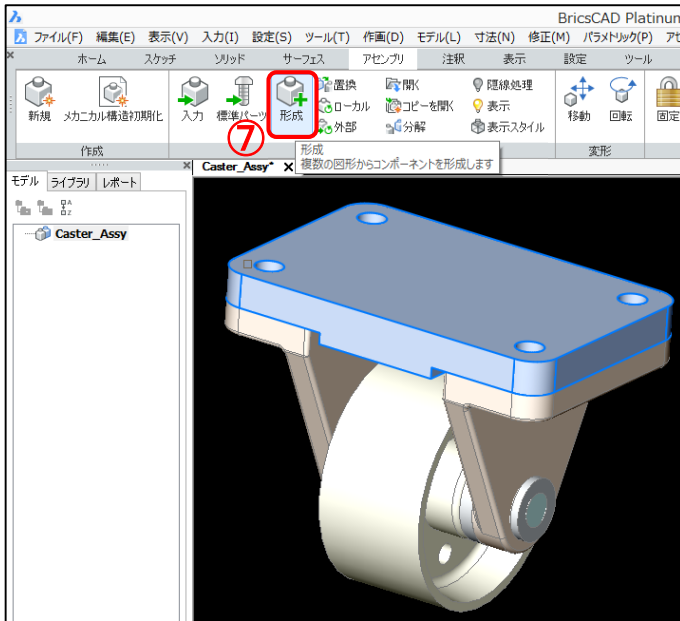 BricsCAD Platinum
ファイル(F) 編集(E) 表示(V) 入力(I) 設定(S) ツール(T) 作画(D) モデル(L) 寸法(N) 修正(M) パラメトリック(P) アセ
ホーム スケッチ ソリッド サーフェス アセンブリ 注釈 表示 設定 ツール
置換 開く 隠線処理
ローカル コピーを開く 表示
外部 分解 表示スタイル
新規 メカニカル構造初期化 入力 標準パーツ 形成 移動 回転 固定
⑦
作成 変形
形成
複数の図形からコンポーネントを形成します
Caster_Assy*
モデル ライブラリ レポート
Caster_Assy